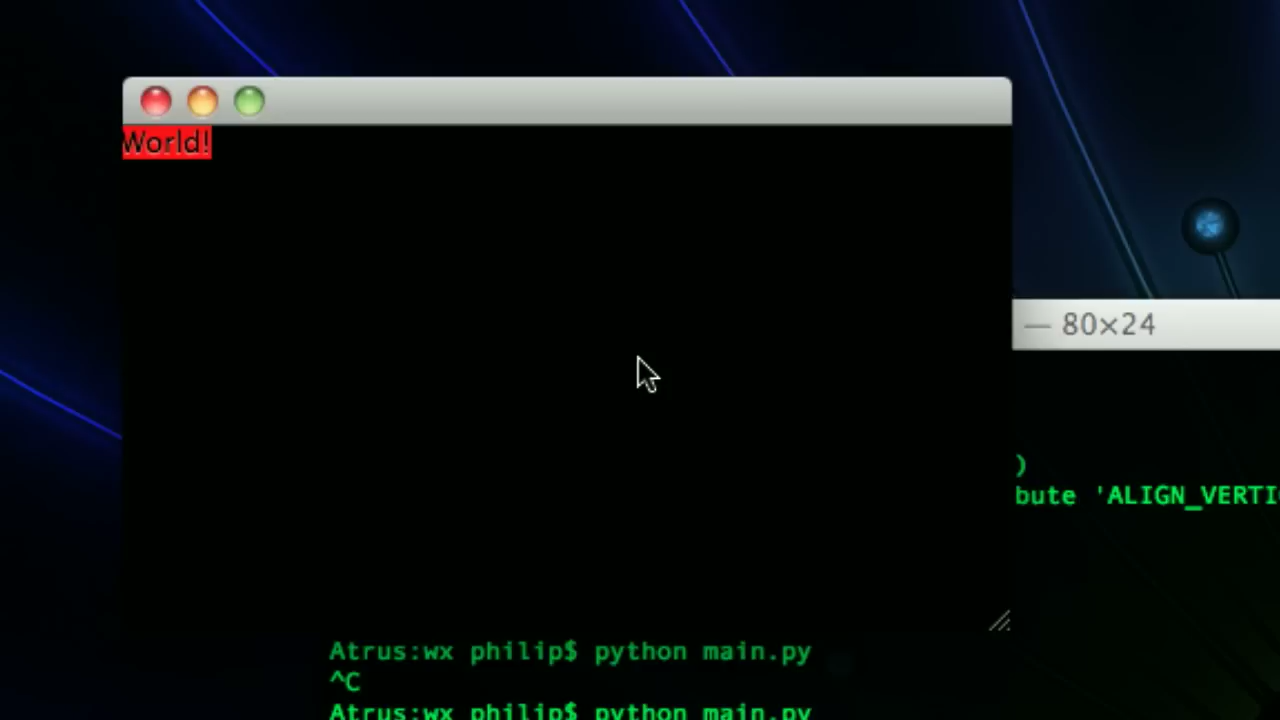 World!
— 80×24
)
bute 'ALIGN_VERTI
Atrus:wx philip$ python main.py
^C
Atrus:wx philip$ python main.py